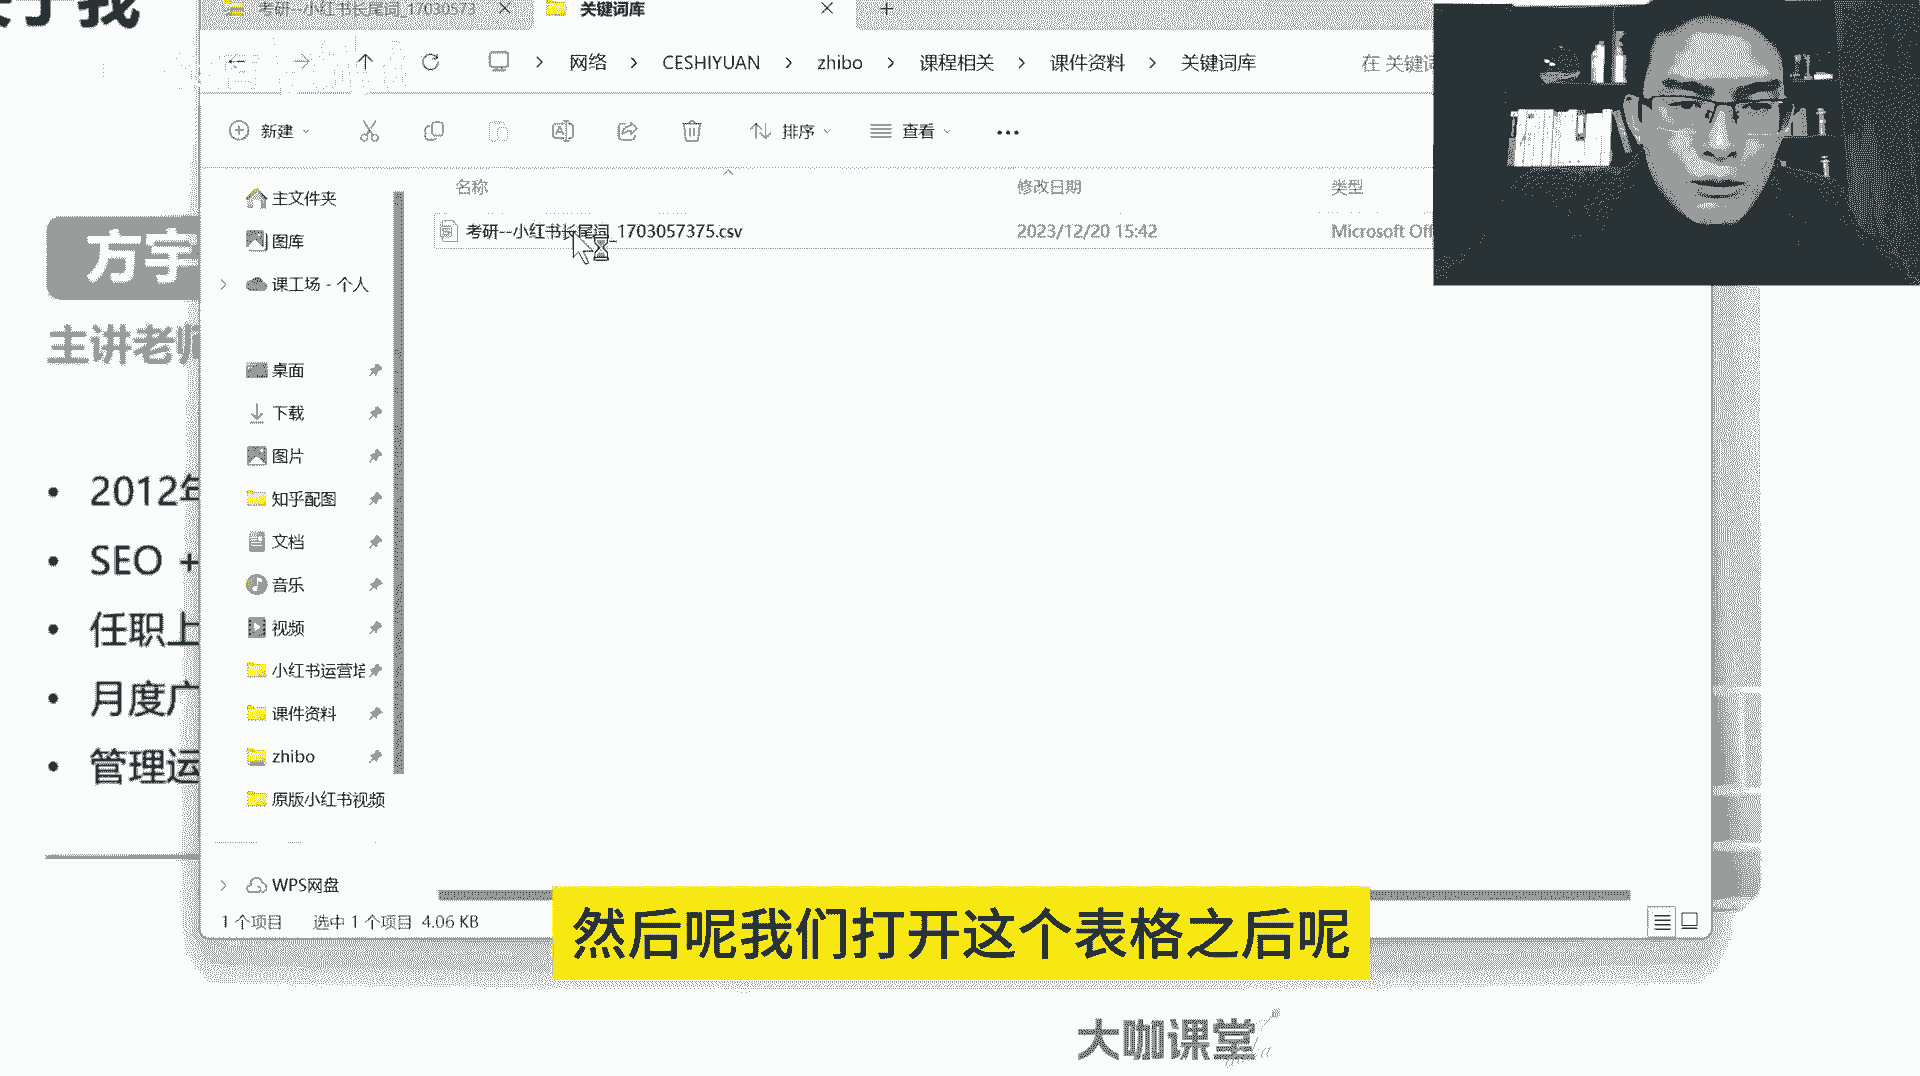 考研--小红书长尾词_17030573
关键词库
网络 > CESHIYUAN > zhibo > 课程相关 > 课件资料 > 关键词库
在 关键词
新建
排序
查看
名称
修改日期
类型
考研--小红书长尾词_1703057375.csv
2023/12/20 15:42
Microsoft Off
主文件夹
图库
课工场 - 个人
桌面
下载
图片
知乎配图
文档
音乐
视频
小红书运营培
课件资料
zhibo
原版小红书视频
WPS网盘
1 个项目
选中 1 个项目 4.06 KB
于我
方宇
主讲老师
• 2012年
• SEO +
• 任职上
• 月度广
• 管理运
然后呢我们打开这个表格之后呢
大咖课堂